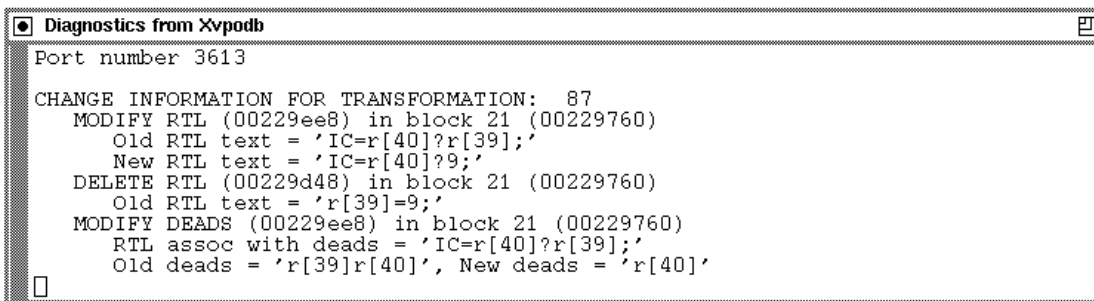 Diagnostics from Xvpodb
Port number 3613
CHANGE INFORMATION FOR TRANSFORMATION:  87
MODIFY RTL (00229ee8) in block 21 (00229760)
Old RTL text = 'IC=r[40]?r[39];'
New RTL text = 'IC=r[40]?9;'
DELETE RTL (00229d48) in block 21 (00229760)
Old RTL text = 'r[39]=9;'
MODIFY DEADS (00229ee8) in block 21 (00229760)
RTL assoc with deads = 'IC=r[40]?r[39];'
Old deads = 'r[39]r[40]', New deads = 'r[40]'